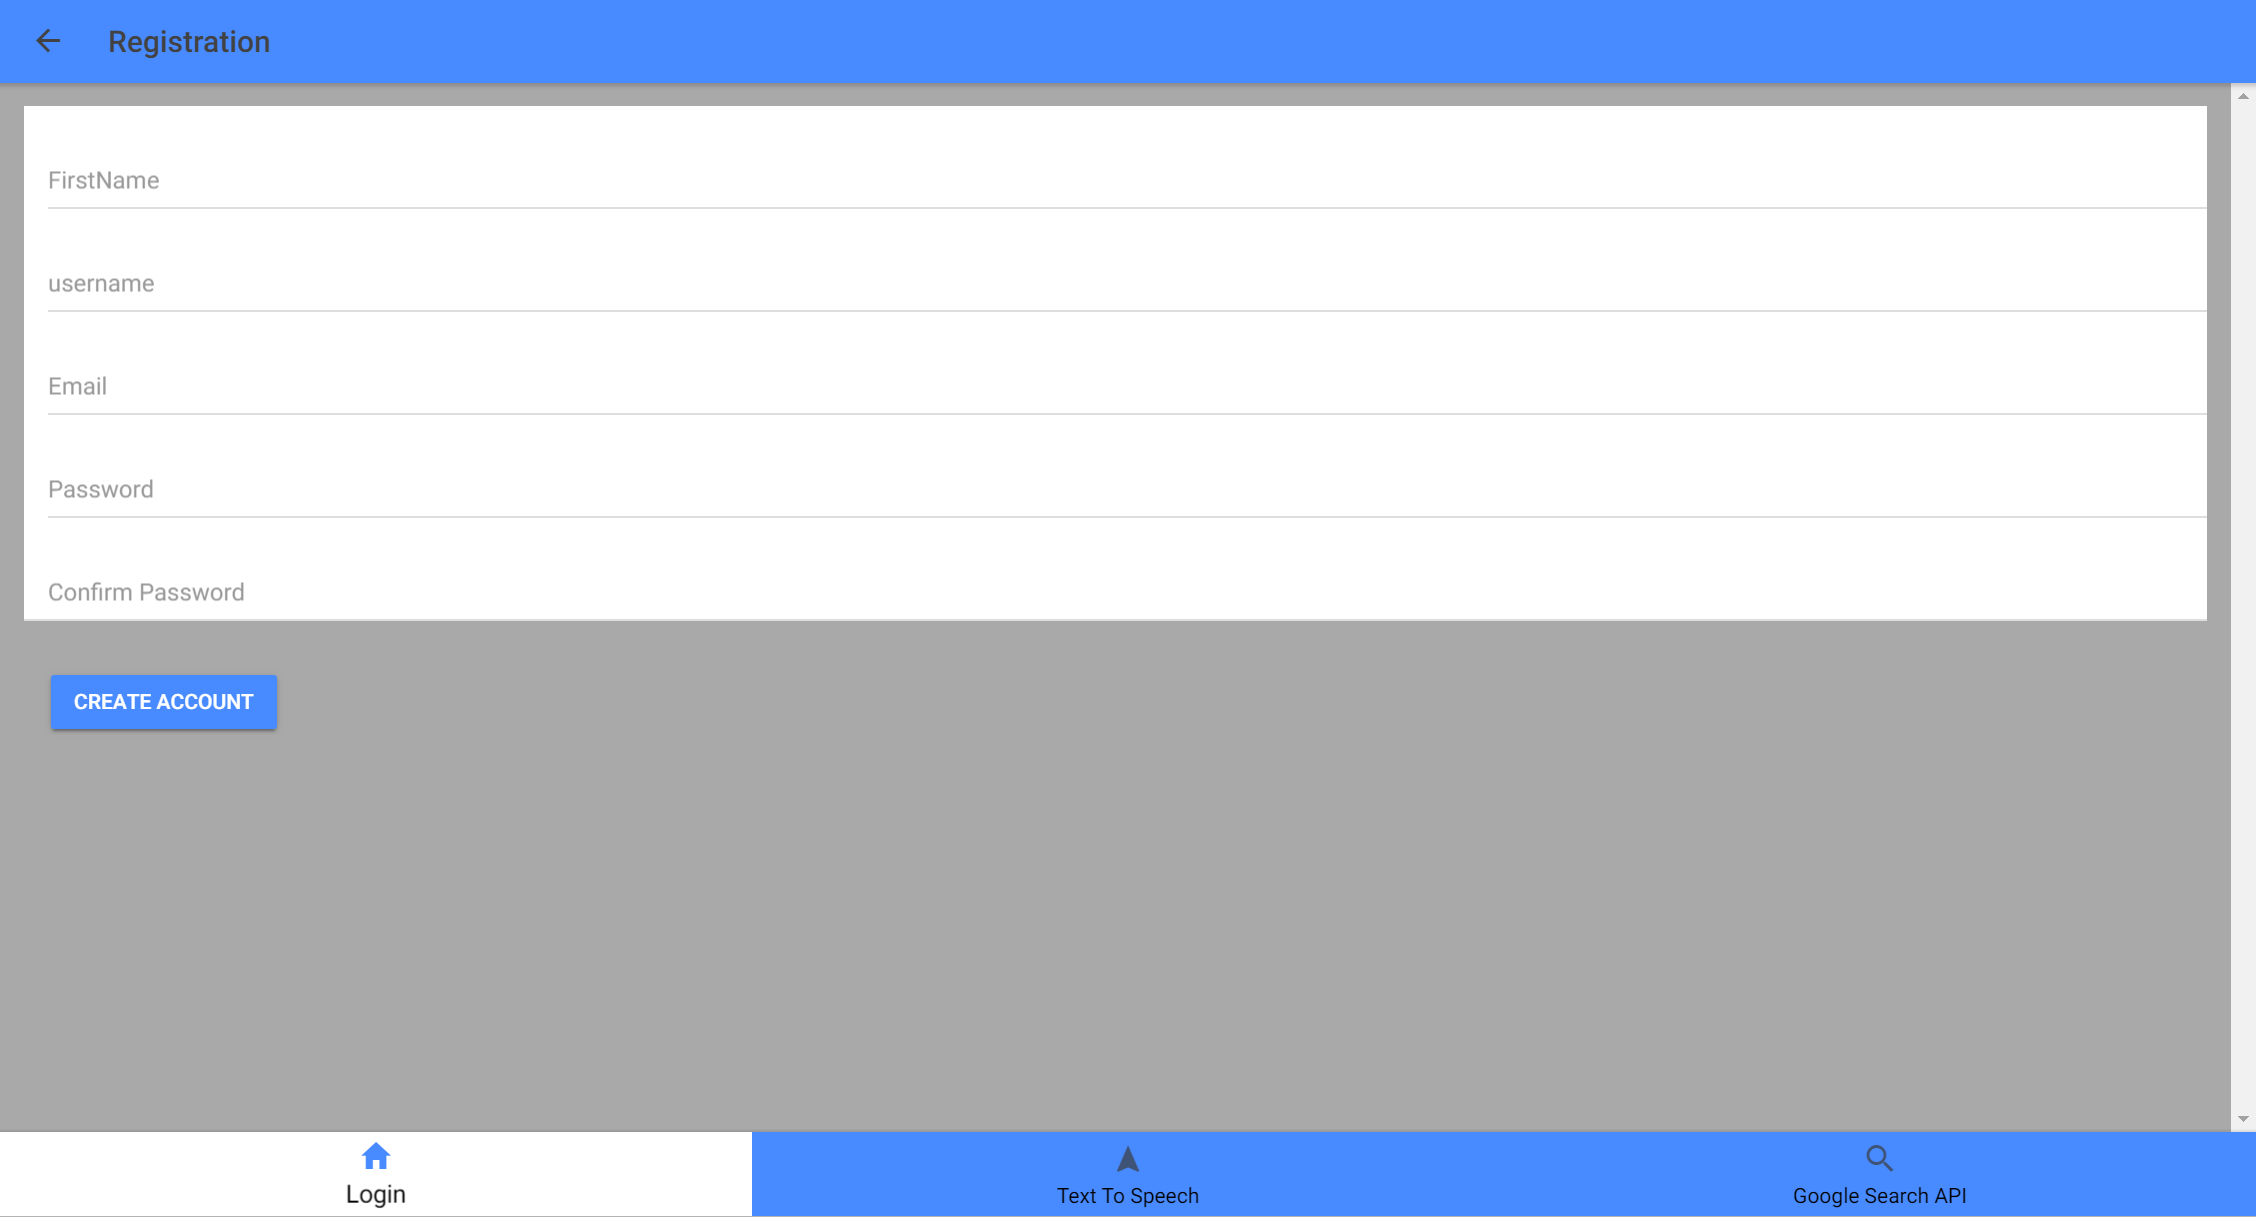 Registration
FirstName
username
Email
Password
Confirm Password
CREATE ACCOUNT
Login
Text To Speech
Google Search API